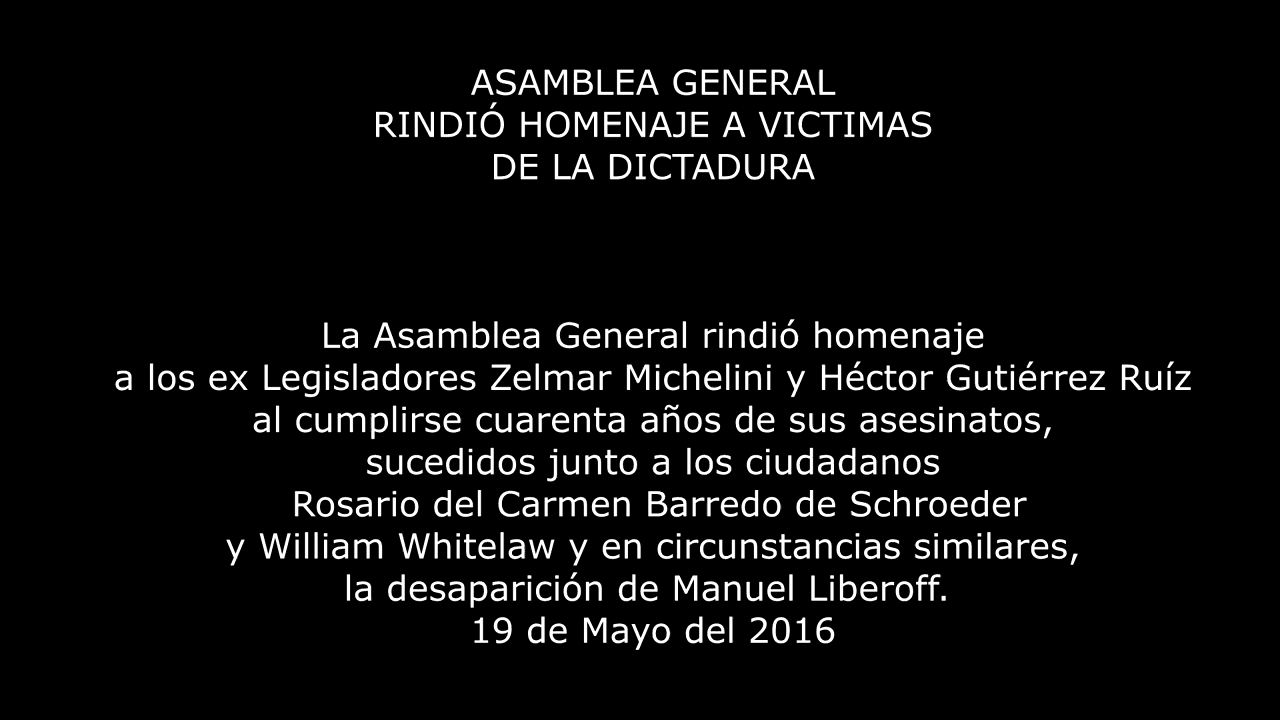 ASAMBLEA GENERAL
RINDIÓ HOMENAJE A VICTIMAS
DE LA DICTADURA
La Asamblea General rindió homenaje
a los ex Legisladores Zelmar Michelini y Héctor Gutiérrez Ruíz
al cumplirse cuarenta años de sus asesinatos,
sucedidos junto a los ciudadanos
Rosario del Carmen Barredo de Schroeder
y William Whitelaw y en circunstancias similares,
la desaparición de Manuel Liberoff.
19 de Mayo del 2016